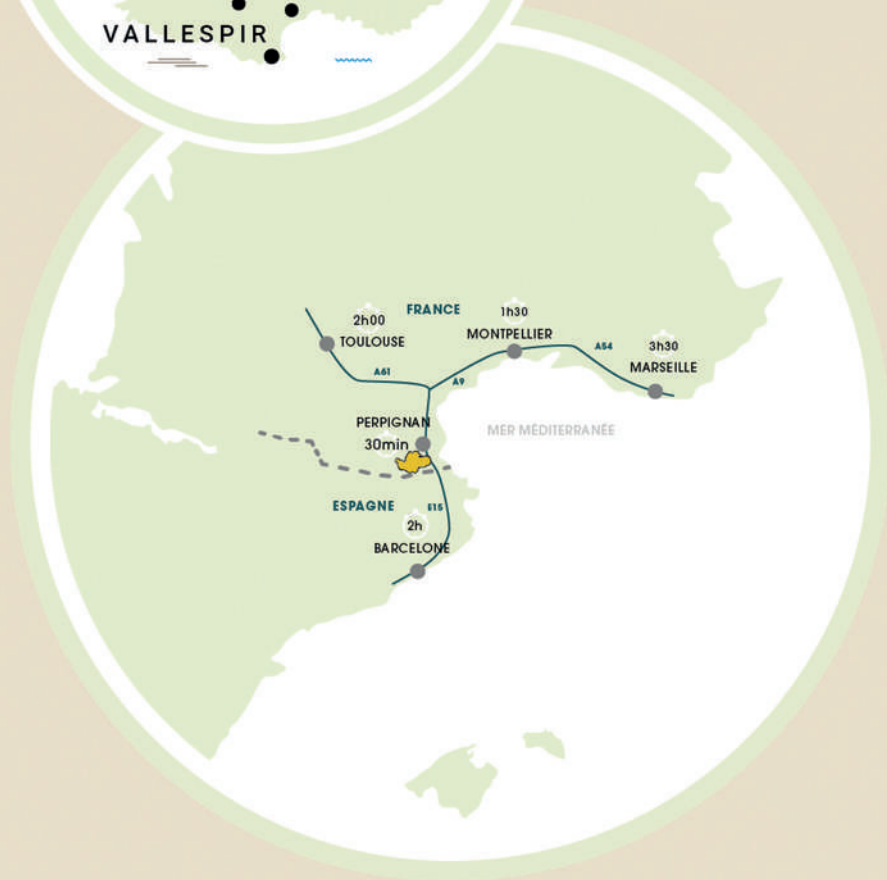 VALLESPIR
FRANCE
2h00
TOULOUSE
1h30
MONTPELLIER
A54
3h30
MARSEILLE
A61
A9
PERPIGNAN
30min
MER MÉDITERRANÉE
ESPAGNE
E15
2h
BARCELONE